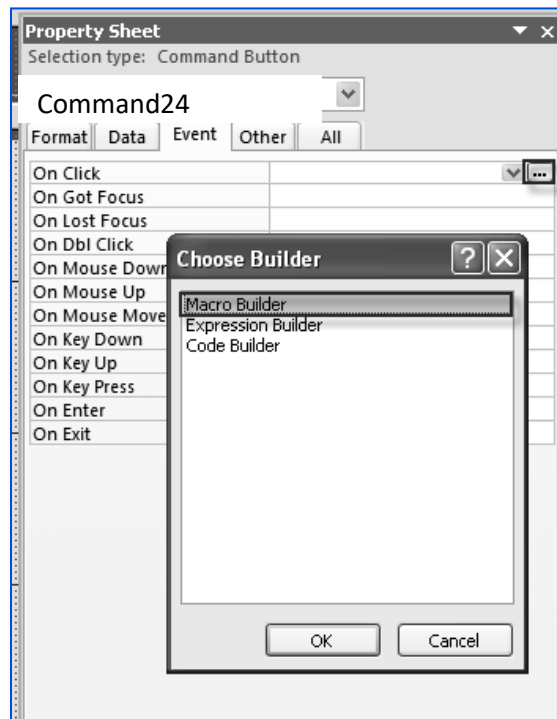 Property Sheet
Selection type: Command Button
Command24
Format Data Event Other All
On Click ...
On Got Focus
On Lost Focus
On Dbl Click
On Mouse Down
On Mouse Up
On Mouse Move
On Key Down
On Key Up
On Key Press
On Enter
On Exit
Choose Builder
Macro Builder
Expression Builder
Code Builder
OK Cancel